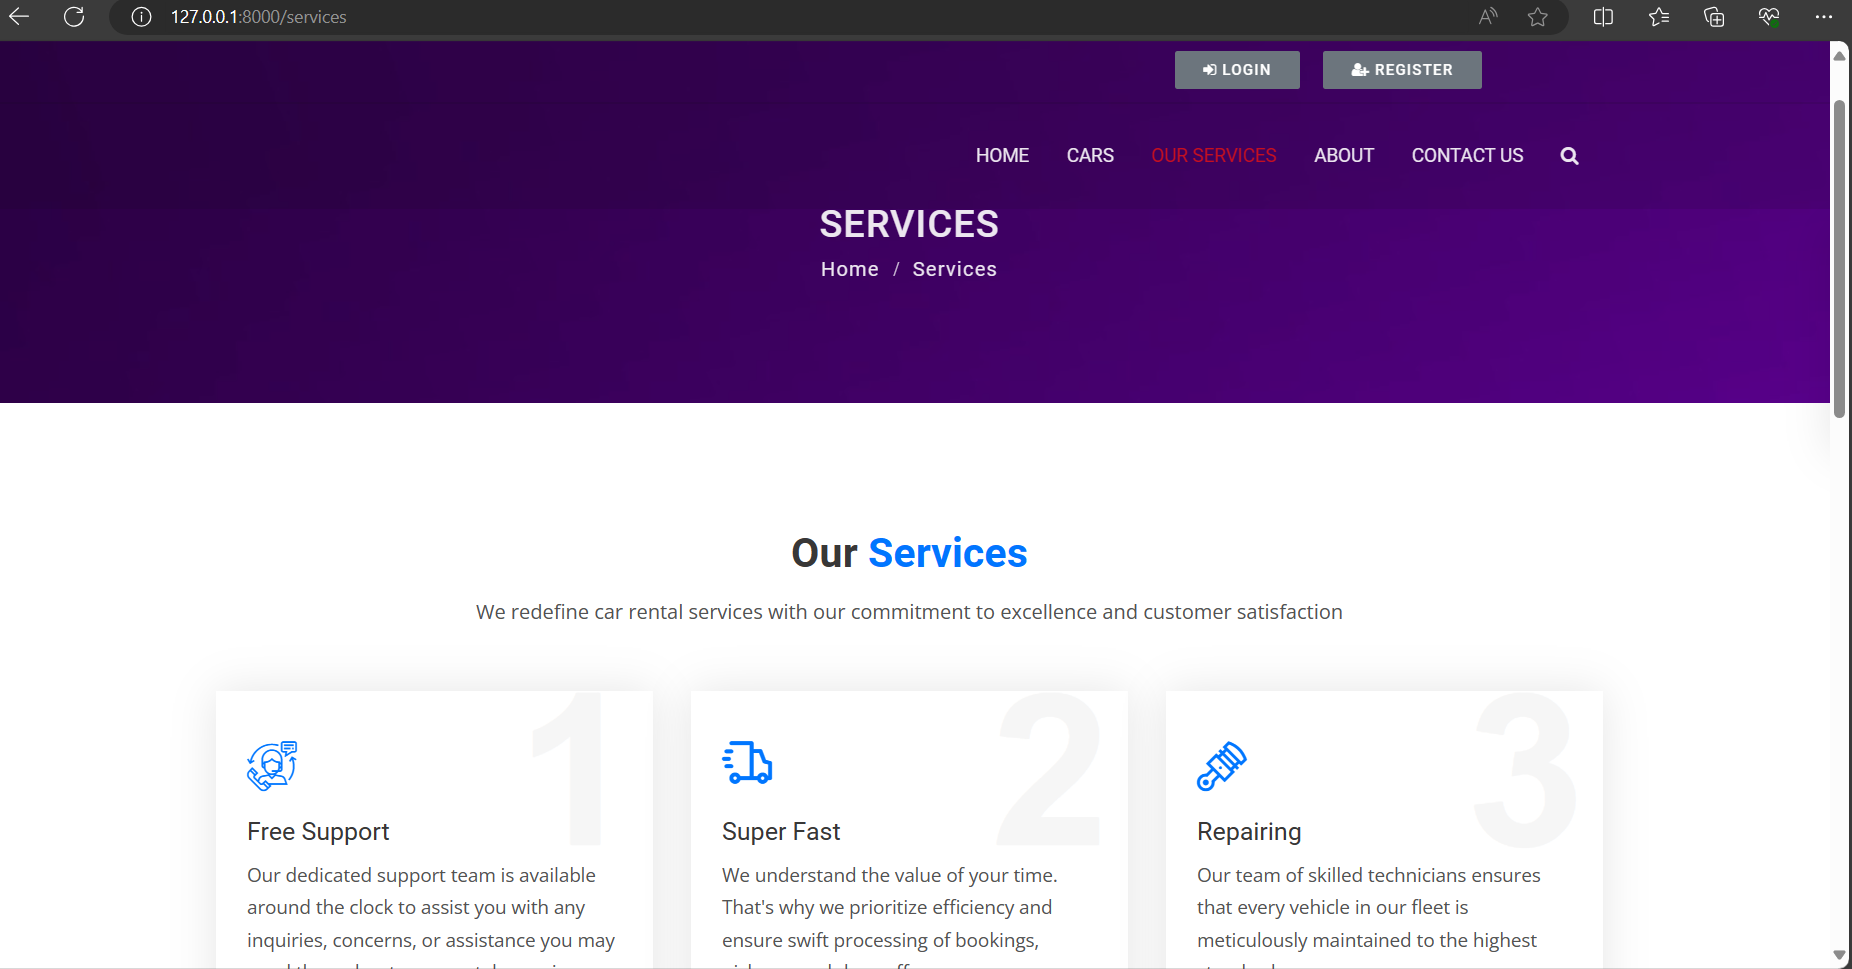 127.0.0.1:8000/services
LOGIN
REGISTER
HOME
CARS
OUR SERVICES
ABOUT
CONTACT US
SERVICES
Home / Services
Our Services
We redefine car rental services with our commitment to excellence and customer satisfaction
1
Free Support
Our dedicated support team is available
around the clock to assist you with any
inquiries, concerns, or assistance you may
2
Super Fast
We understand the value of your time.
That's why we prioritize efficiency and
ensure swift processing of bookings,
3
Repairing
Our team of skilled technicians ensures
that every vehicle in our fleet is
meticulously maintained to the highest